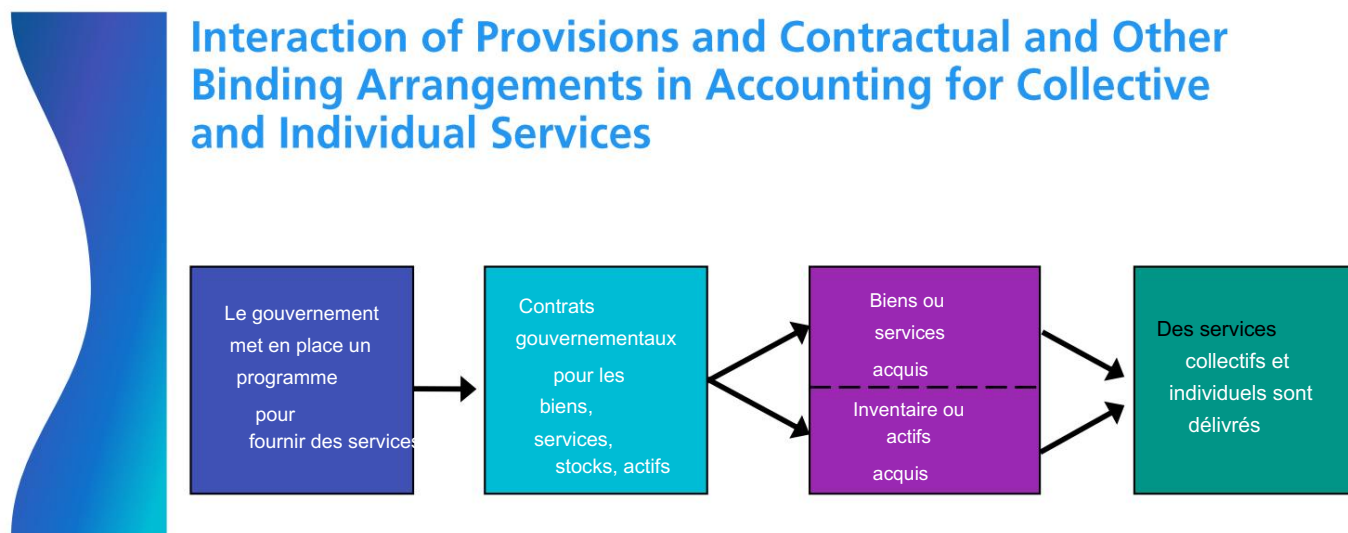 Interaction of Provisions and Contractual and Other
Binding Arrangements in Accounting for Collective
and Individual Services
Le gouvernement
met en place un
programme
pour
fournir des services
Contrats
gouvernementaux
pour les
biens,
services,
stocks, actifs
Biens ou
services
acquis
Inventaire ou
actifs
acquis
Des services
collectifs et
individuels sont
délivrés